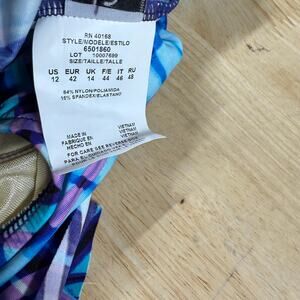 RN 40168
STYLE/MODELE/ESTILO
6501860
LOT 10007699
SIZE/TAILLE/TALLE
US EUR UK F/E IT RU
12 42 14 44 46 48
84% NYLON/POLIAMIDA
16% SPANDEX/ELASTANO
MADE IN VIETNAM
FABRIQUE EN VIETNAM
HECHO EN VIETNAM
FOR CARE SEE REVERSE